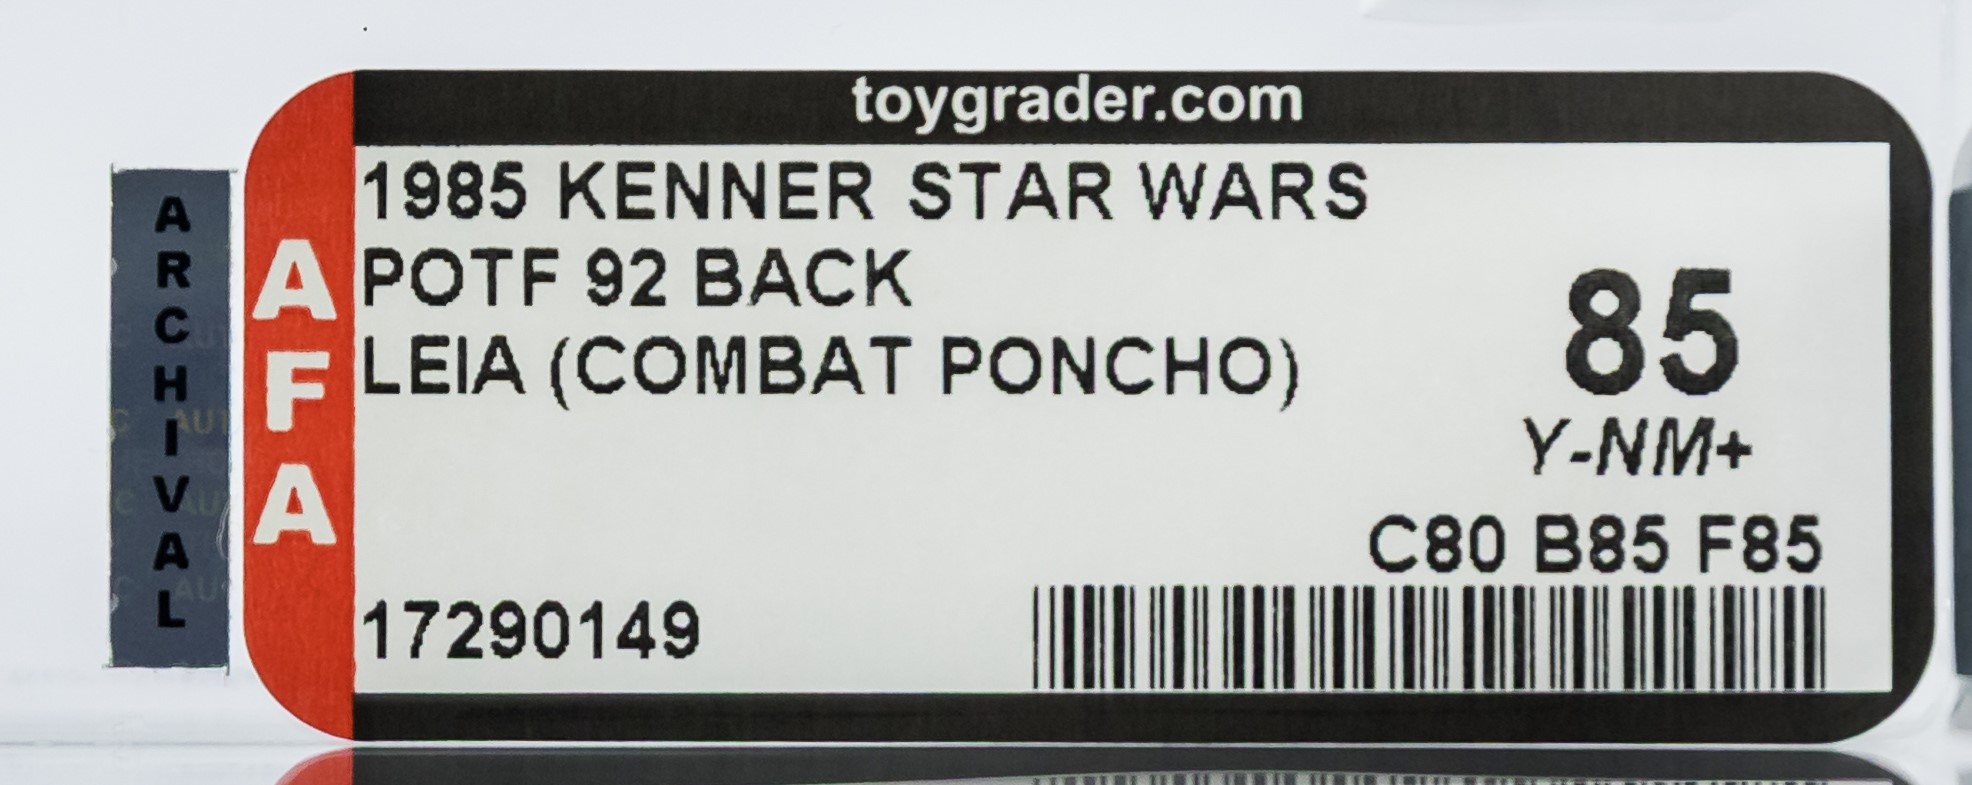 toygrader.com
ARCHIVAL
AFA
1985 KENNER STAR WARS
POTF 92 BACK
LEIA (COMBAT PONCHO)
85
Y-NM+
C80 B85 F85
17290149